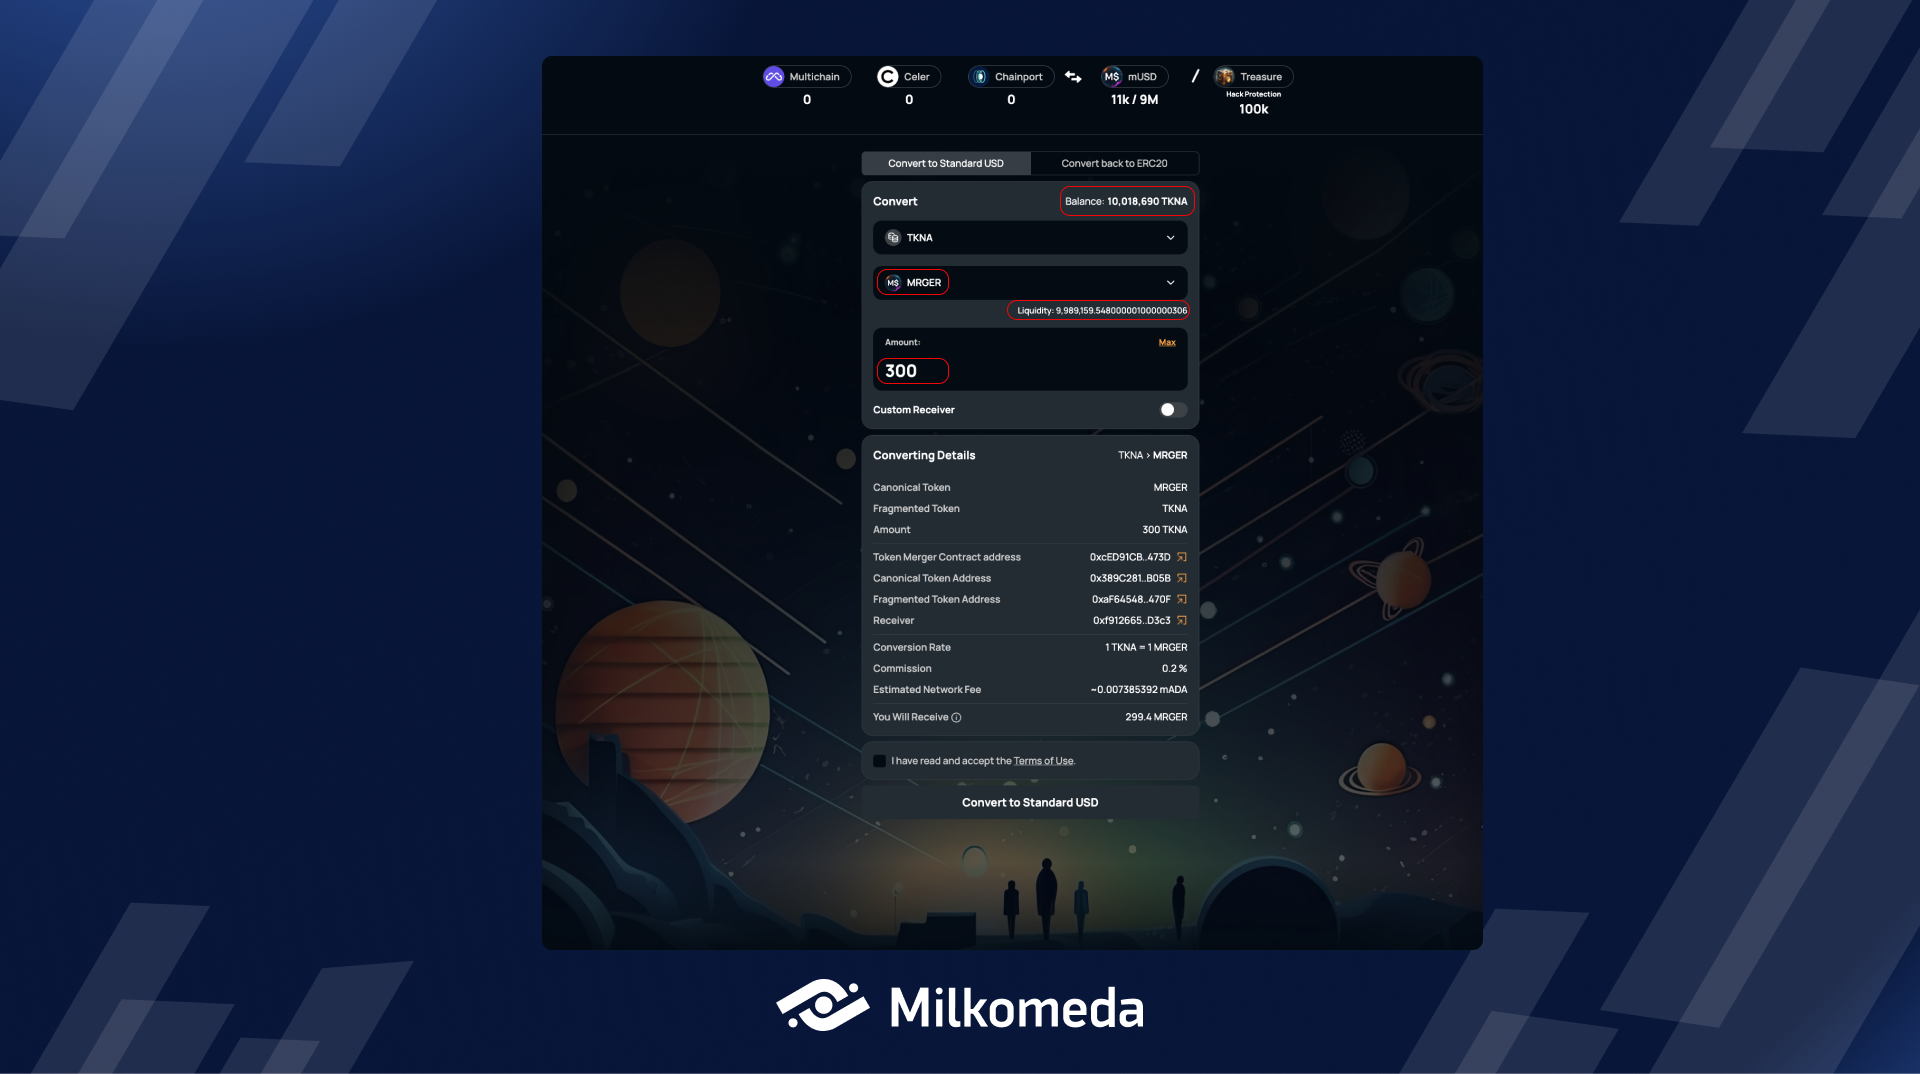 Multichain
0
Celer
0
Chainport
0
M$ mUSD
11k / 9M
/
Treasure
Hack Protection
100k
Convert to Standard USD
Convert back to ERC20
Convert
Balance: 10,018,690 TKNA
TKNA
M$ MRGER
Liquidity: 9,989,159.548000001000000306
Amount:
Max
300
Custom Receiver
Converting Details
TKNA > MRGER
Canonical Token
MRGER
Fragmented Token
TKNA
Amount
300 TKNA
Token Merger Contract address
0xcED91CB..473D
Canonical Token Address
0x389C281..B05B
Fragmented Token Address
0xaF64548..470F
Receiver
0xf912665..D3c3
Conversion Rate
1 TKNA = 1 MRGER
Commission
0.2 %
Estimated Network Fee
~0.007385392 mADA
You Will Receive
299.4 MRGER
I have read and accept the Terms of Use.
Convert to Standard USD
Milkomeda